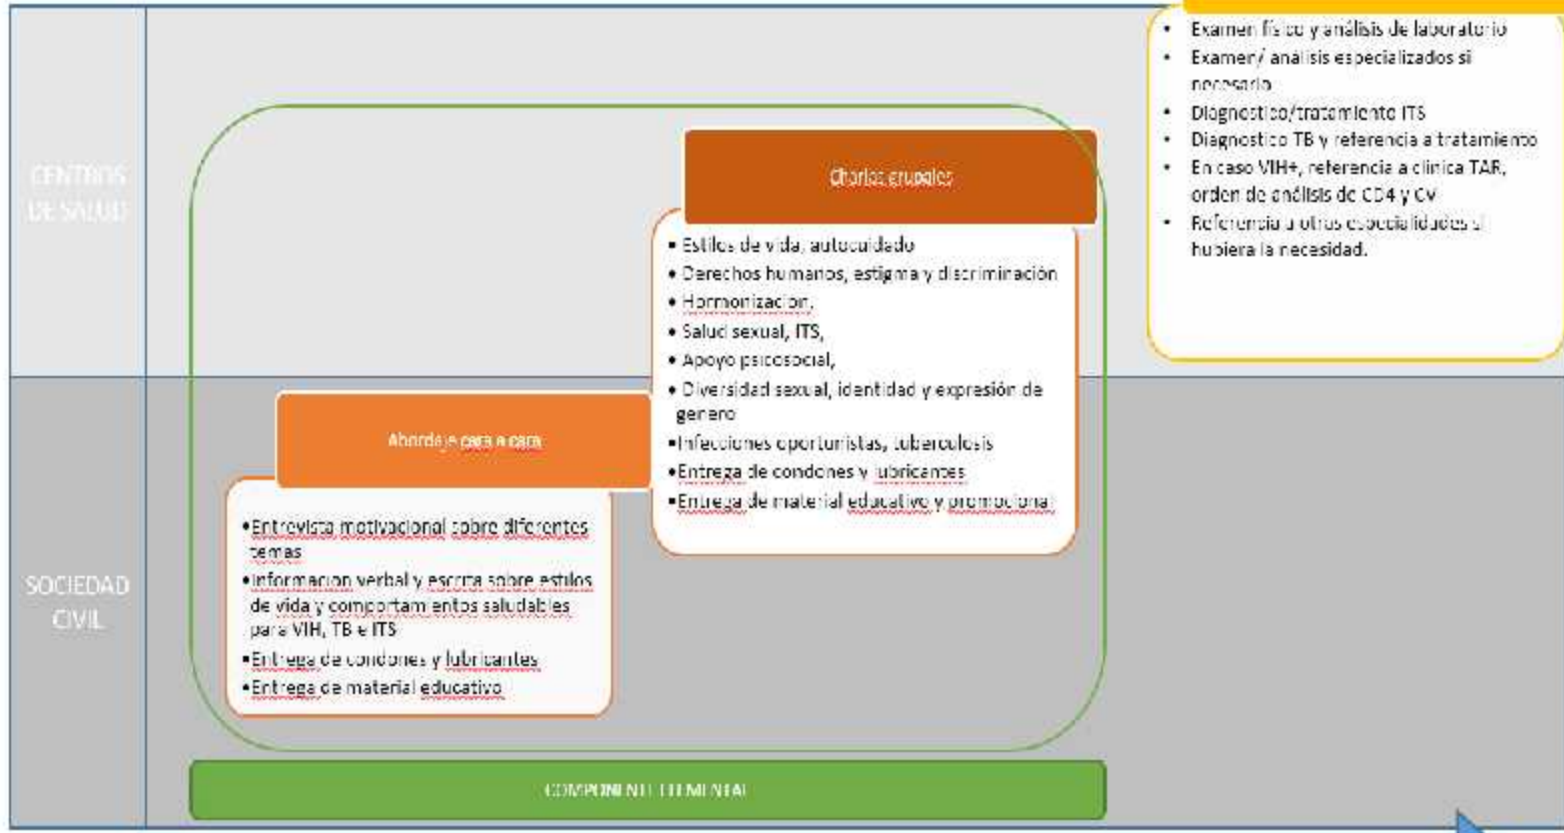 CENTROS
DE SALUD
SOCIEDAD
CIVIL
Abordaje cara a cara
•Entrevista motivacional sobre diferentes
temas
•Informacion verbal y escrita sobre estilos
de vida y comportamientos saludables
para VIH, TB e ITS
•Entrega de condones y lubricantes
•Entrega de material educativo
Charlas grupales
• Estilos de vida, autocuidado
• Derechos humanos, estigma y discriminación
• Hormonizacion,
• Salud sexual, ITS,
• Apoyo psicosocial,
• Diversidad sexual, identidad y expresión de
genero
•Infecciones oportunistas, tuberculosis
•Entrega de condones y lubricantes
•Entrega de material educativo y promocional
• Examen físico y análisis de laboratorio
• Examen/ análisis especializados si
necesario
• Diagnostico/tratamiento ITS
• Diagnostico TB y referencia a tratamiento
• En caso VIH+, referencia a clínica TAR,
orden de análisis de CD4 y CV
• Referencia a otras especialidades si
hubiera la necesidad.
COMPONENTE ELEMENTAL